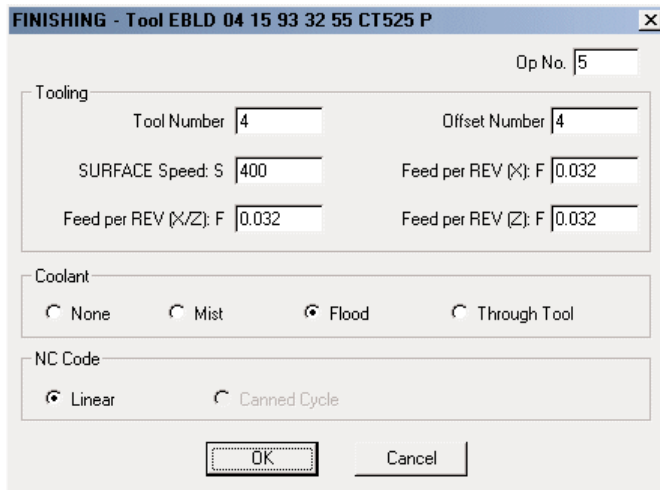 FINISHING - Tool EBLD 04 15 93 32 55 CT525 P
Op No. 5
Tooling
Tool Number 4 Offset Number 4
SURFACE Speed: S 400 Feed per REV (X): F 0.032
Feed per REV (X/Z): F 0.032 Feed per REV (Z): F 0.032
Coolant
None Mist Flood Through Tool
NC Code
Linear Canned Cycle
OK Cancel